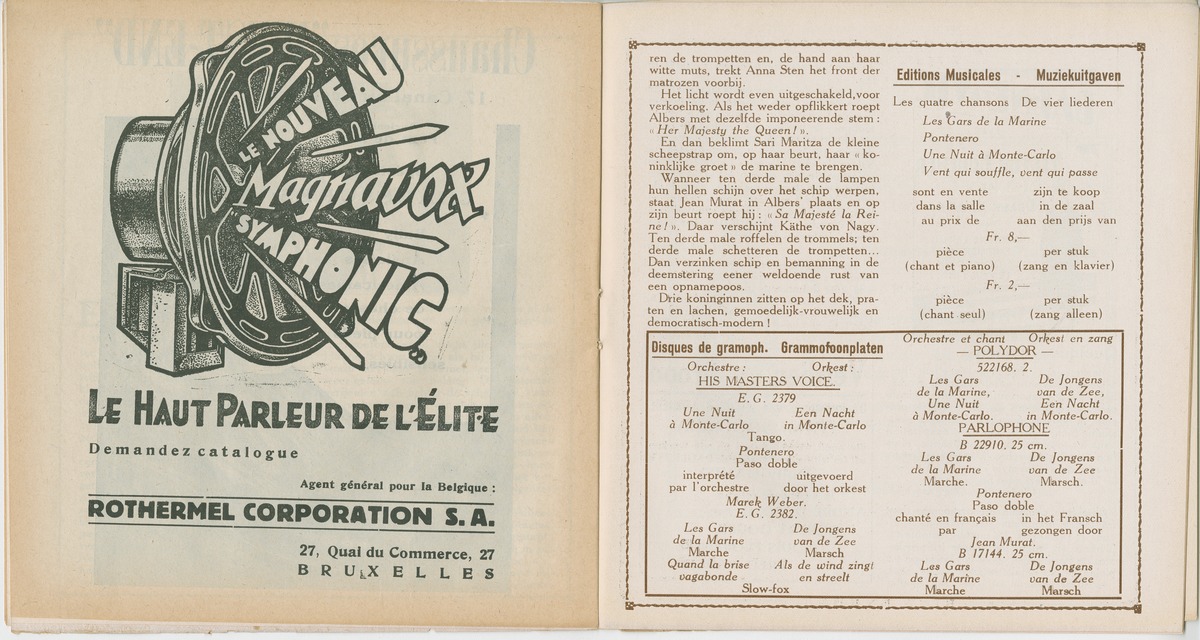 LE NOUVEAU
Magnavox
"SYMPHONIC"
LE HAUT PARLEUR DE L'ÉLITE
Demandez catalogue
Agent général pour la Belgique :
ROTHERMEL CORPORATION S. A.
27, Quai du Commerce, 27
BRUXELLES
ren de trompetten en, de hand aan haar
witte muts, trekt Anna Sten het front der
matrozen voorbij.
Het licht wordt even uitgeschakeld,voor
verkoeling. Als het weder opflikkert roept
Albers met dezelfde imponeerende stem :
« Her Majesty the Queen! ».
En dan beklimt Sari Maritza de kleine
scheepstrap om, op haar beurt, haar « ko-
ninklijke groet » de marine te brengen.
Wanneer ten derde male de lampen
hun hellen schijn over het schip werpen,
staat Jean Murat in Albers' plaats en op
zijn beurt roept hij : « Sa Majesté la Rei-
ne! ». Daar verschijnt Käthe von Nagy.
Ten derde male roffelen de trommels; ten
derde male schetteren de trompetten...
Dan verzinken schip en bemanning in de
deemstering eener weldoende rust van
een opnamepoos.
Drie koninginnen zitten op het dek, pra-
ten en lachen, gemoedelijk-vrouwelijk en
democratisch-modern !
Editions Musicales - Muziekuitgaven
Les quatre chansons De vier liederen
Les Gars de la Marine
Pontenero
Une Nuit à Monte-Carlo
Vent qui souffle, vent qui passe
sont en vente zijn te koop
dans la salle in de zaal
au prix de aan den prijs van
Fr. 8,—
pièce per stuk
(chant et piano) (zang en klavier)
Fr. 2,—
pièce per stuk
(chant seul) (zang alleen)
Disques de gramoph. Grammofoonplaten
Orchestre : Orkest :
HIS MASTERS VOICE.
E. G. 2379
Une Nuit Een Nacht
à Monte-Carlo in Monte-Carlo
Tango.
Pontenero
Paso doble
interprété uitgevoerd
par l'orchestre door het orkest
Marek Weber.
E. G. 2382.
Les Gars De Jongens
de la Marine van de Zee
Marche Marsch
Quand la brise Als de wind zingt
vagabonde en streelt
Slow-fox
Orchestre et chant Orkest en zang
— POLYDOR —
522168. 2.
Les Gars De Jongens
de la Marine, van de Zee,
Une Nuit Een Nacht
à Monte-Carlo. in Monte-Carlo.
PARLOPHONE
B 22910. 25 cm.
Les Gars De Jongens
de la Marine van de Zee
Marche. Marsch.
Pontenero
Paso doble
chanté en français in het Fransch
par gezongen door
Jean Murat.
B 17144. 25 cm.
Les Gars De Jongens
de la Marine van de Zee
Marche Marsch